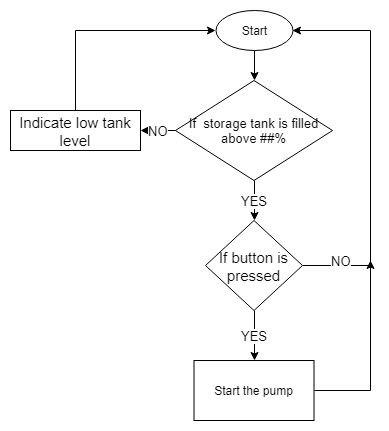 Start
If  storage tank is filled
above ##%
NO
Indicate low tank
level
YES
If button is
pressed
NO
YES
Start the pump